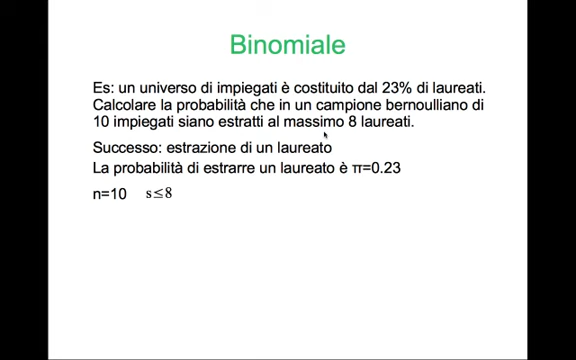 Binomiale
Es: un universo di impiegati è costituito dal 23% di laureati.
Calcolare la probabilità che in un campione bernoulliano di
10 impiegati siano estratti al massimo 8 laureati.
Successo: estrazione di un laureato
La probabilità di estrarre un laureato è π=0.23
n=10 s≤8